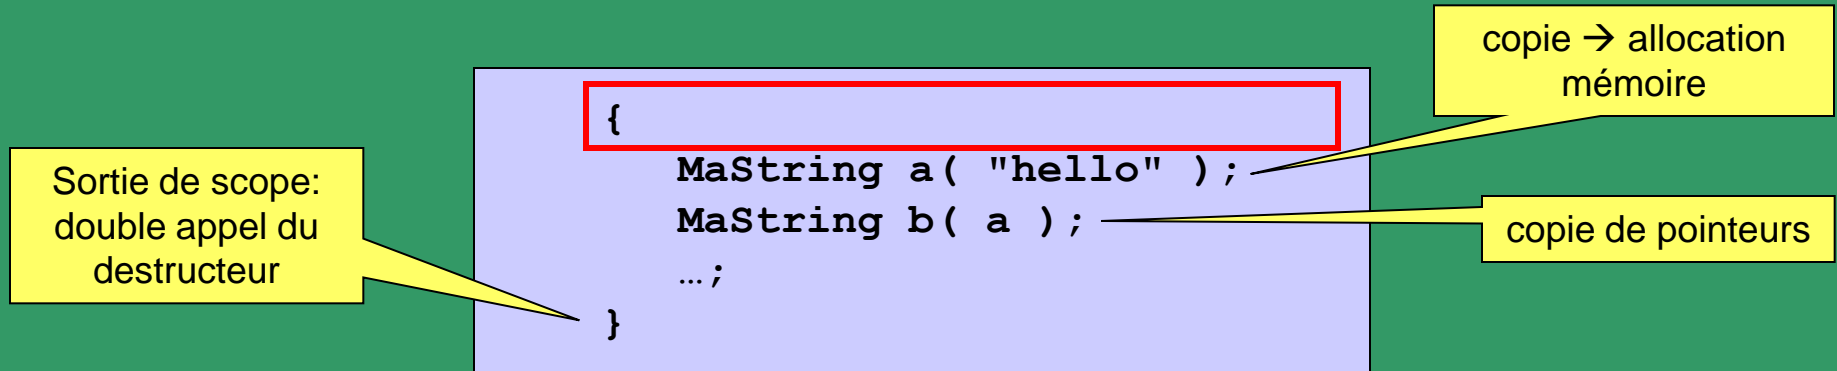 copie → allocation
mémoire
{
MaString a( "hello" );
MaString b( a );
…;
}
Sortie de scope:
double appel du
destructeur
copie de pointeurs